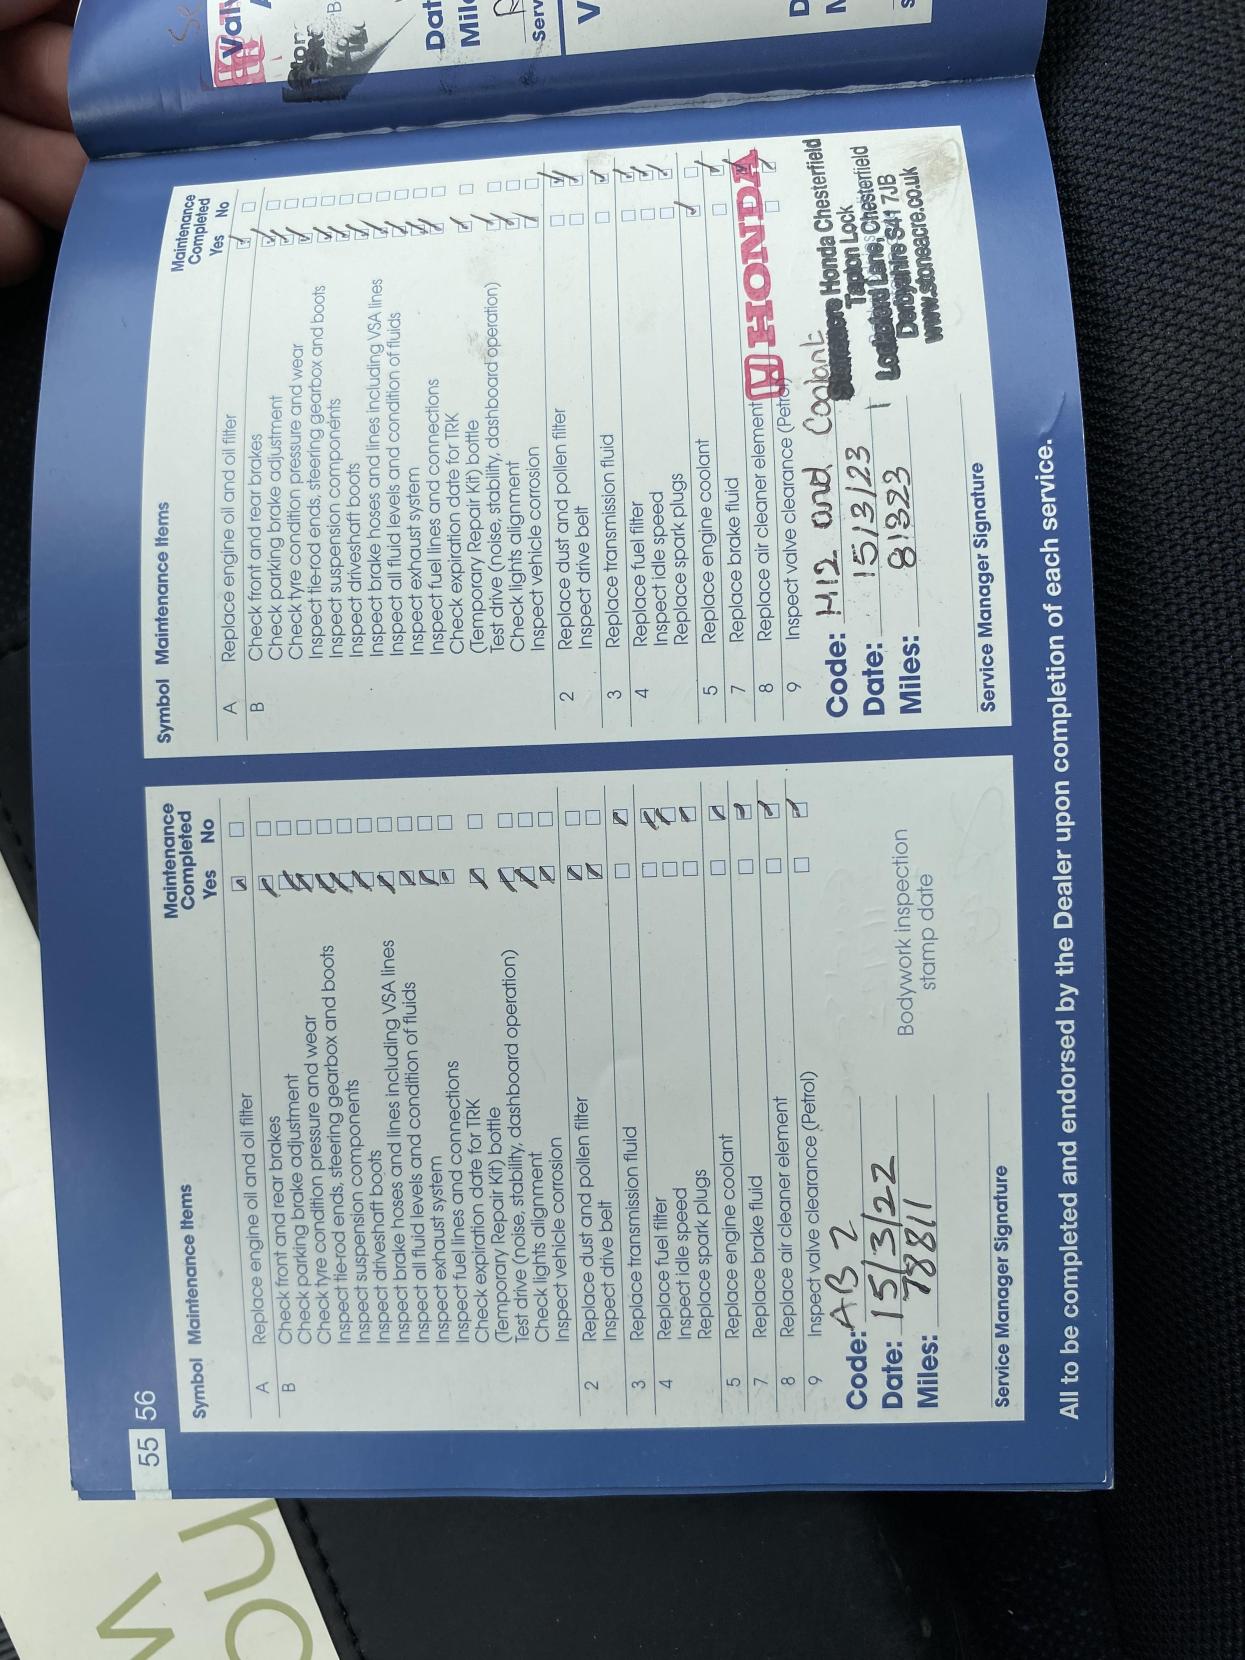 55 56
Symbol Maintenance Items
Maintenance
Completed
Yes No
A Replace engine oil and oil filter
B Check front and rear brakes
Check parking brake adjustment
Check tyre condition pressure and wear
Inspect tie-rod ends, steering gearbox and boots
Inspect suspension components
Inspect driveshaft boots
Inspect brake hoses and lines including VSA lines
Inspect all fluid levels and condition of fluids
Inspect exhaust system
Inspect fuel lines and connections
Check expiration date for TRK
(Temporary Repair Kit) bottle
Test drive (noise, stability, dashboard operation)
Check lights alignment
Inspect vehicle corrosion
2 Replace dust and pollen filter
Inspect drive belt
3 Replace transmission fluid
4 Replace fuel filter
Inspect idle speed
Replace spark plugs
5 Replace engine coolant
7 Replace brake fluid
8 Replace air cleaner element
9 Inspect valve clearance (Petrol)
Code: AB 2
Date: 15/3/22
Miles: 78811
Bodywork inspection
stamp date
Service Manager Signature
Symbol Maintenance Items
Maintenance
Completed
Yes No
A Replace engine oil and oil filter
B Check front and rear brakes
Check parking brake adjustment
Check tyre condition pressure and wear
Inspect tie-rod ends, steering gearbox and boots
Inspect suspension components
Inspect driveshaft boots
Inspect brake hoses and lines including VSA lines
Inspect all fluid levels and condition of fluids
Inspect exhaust system
Inspect fuel lines and connections
Check expiration date for TRK
(Temporary Repair Kit) bottle
Test drive (noise, stability, dashboard operation)
Check lights alignment
Inspect vehicle corrosion
2 Replace dust and pollen filter
Inspect drive belt
3 Replace transmission fluid
4 Replace fuel filter
Inspect idle speed
Replace spark plugs
5 Replace engine coolant
7 Replace brake fluid
8 Replace air cleaner element
9 Inspect valve clearance (Petrol
HONDA
Code: M12 and Coolant
Date: 15/3/23
Miles: 81323
Honda Chesterfield
Tapton Lock
Lane, Chesterfield
Derbyshire S41 7JB
www.stoneacre.co.uk
Service Manager Signature
All to be completed and endorsed by the Dealer upon completion of each service.